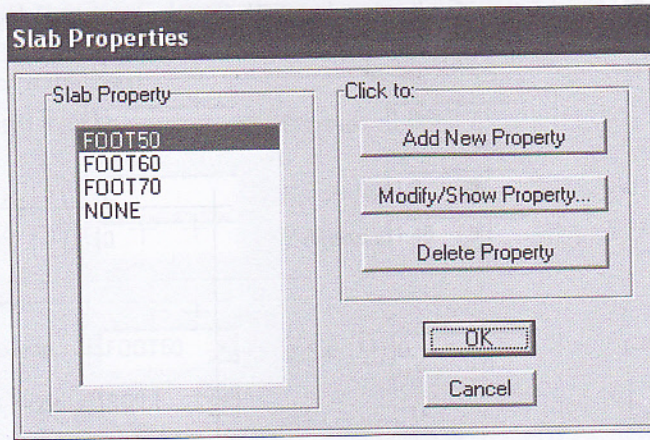 Slab Properties
Slab Property
FOOT50
FOOT60
FOOT70
NONE
Click to:
Add New Property
Modify/Show Property...
Delete Property
OK
Cancel